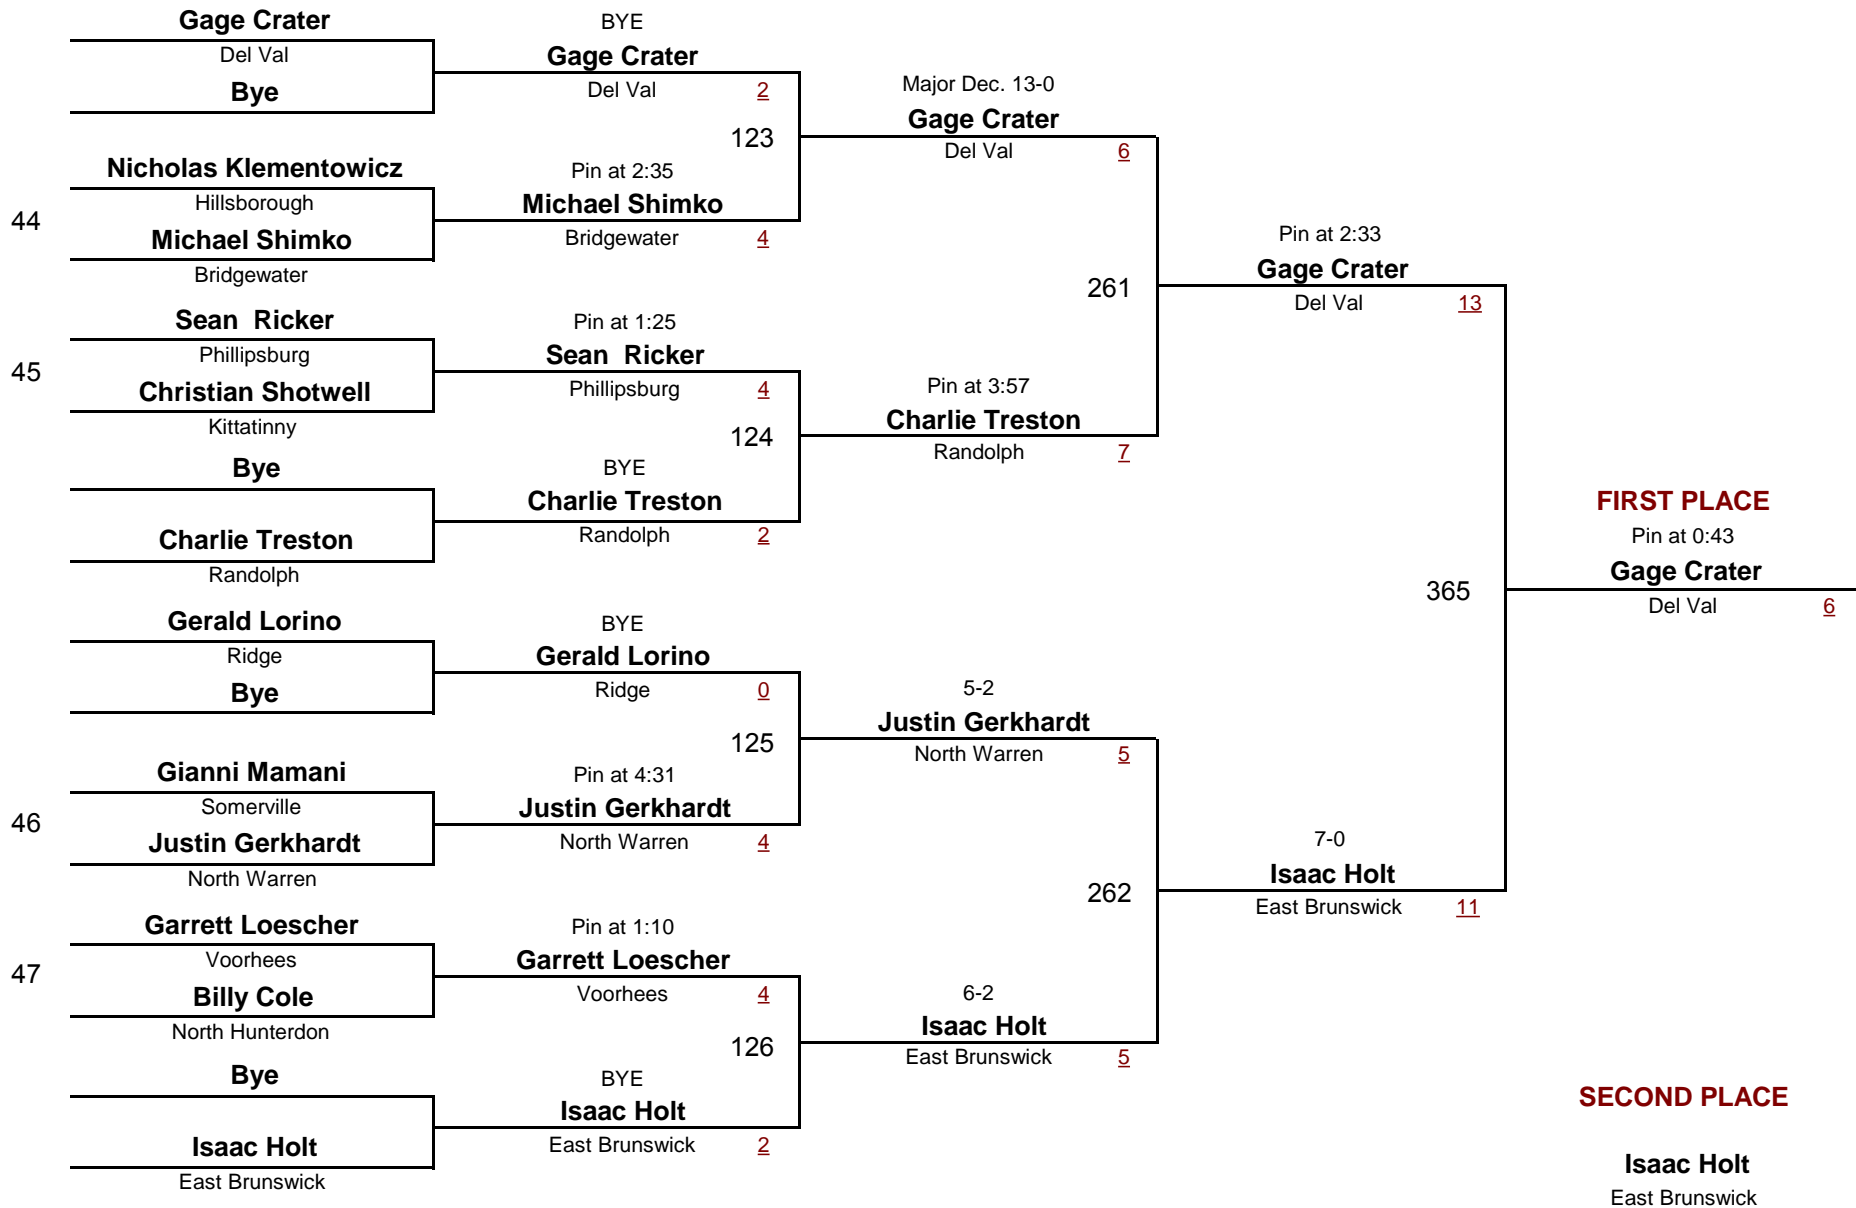 Gage Crater
Del Val
Bye
44
Nicholas Klementowicz
Hillsborough
Michael Shimko
Bridgewater
45
Sean  Ricker
Phillipsburg
Christian Shotwell
Kittatinny
Bye
Charlie Treston
Randolph
Gerald Lorino
Ridge
Bye
46
Gianni Mamani
Somerville
Justin Gerkhardt
North Warren
47
Garrett Loescher
Voorhees
Billy Cole
North Hunterdon
Bye
Isaac Holt
East Brunswick
BYE
Gage Crater
Del Val 2
123
Pin at 2:35
Michael Shimko
Bridgewater 4
Pin at 1:25
Sean  Ricker
Phillipsburg 4
124
BYE
Charlie Treston
Randolph 2
BYE
Gerald Lorino
Ridge 0
125
Pin at 4:31
Justin Gerkhardt
North Warren 4
Pin at 1:10
Garrett Loescher
Voorhees 4
126
BYE
Isaac Holt
East Brunswick 2
Major Dec. 13-0
Gage Crater
Del Val 6
261
Pin at 3:57
Charlie Treston
Randolph 7
5-2
Justin Gerkhardt
North Warren 5
262
6-2
Isaac Holt
East Brunswick 5
Pin at 2:33
Gage Crater
Del Val 13
365
7-0
Isaac Holt
East Brunswick 11
FIRST PLACE
Pin at 0:43
Gage Crater
Del Val 6
SECOND PLACE
Isaac Holt
East Brunswick